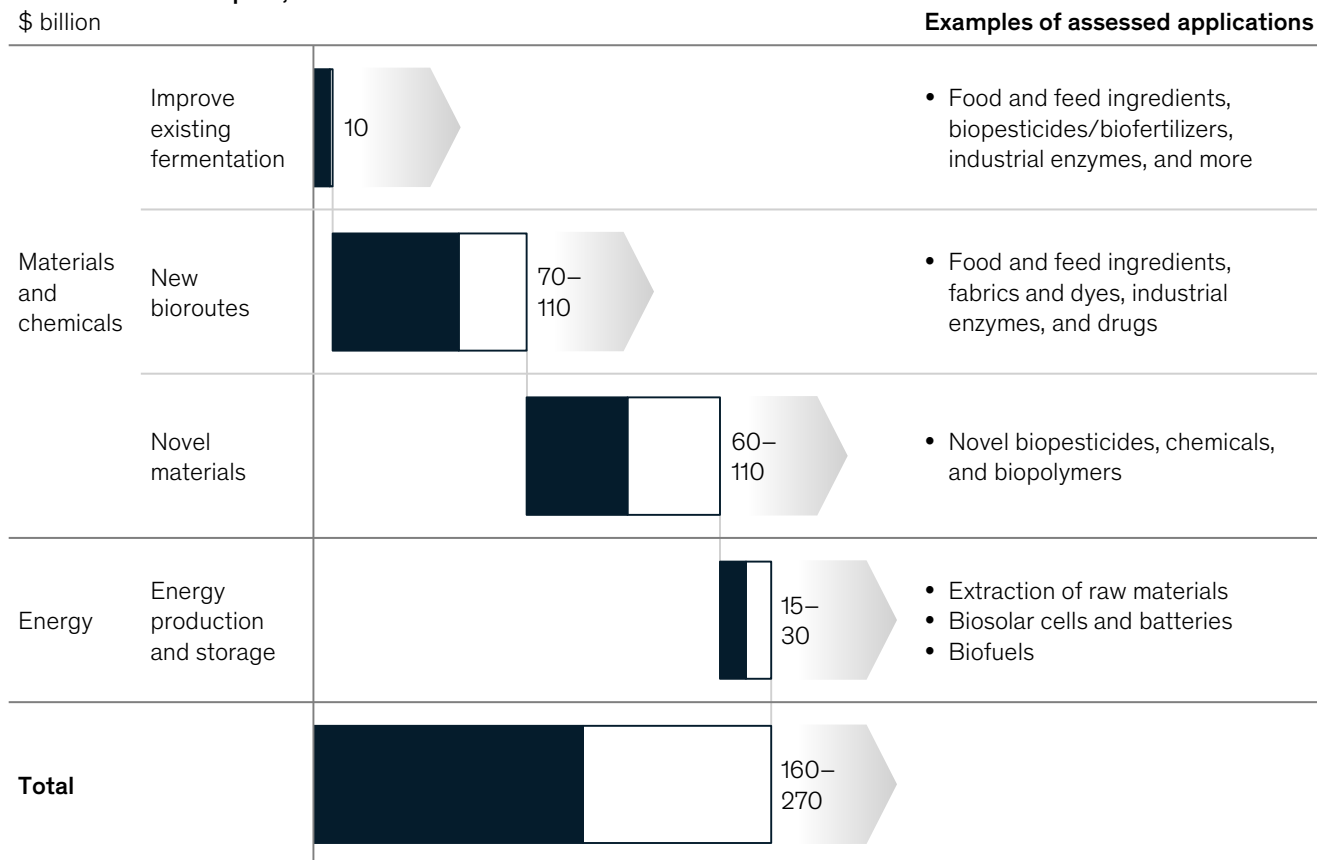 $ billion
Examples of assessed applications
Improve
existing
fermentation
10
• Food and feed ingredients,
biopesticides/biofertilizers,
industrial enzymes, and more
Materials
and
chemicals
New
bioroutes
70–
110
• Food and feed ingredients,
fabrics and dyes, industrial
enzymes, and drugs
Novel
materials
60–
110
• Novel biopesticides, chemicals,
and biopolymers
Energy
Energy
production
and storage
15–
30
• Extraction of raw materials
• Biosolar cells and batteries
• Biofuels
Total
160–
270